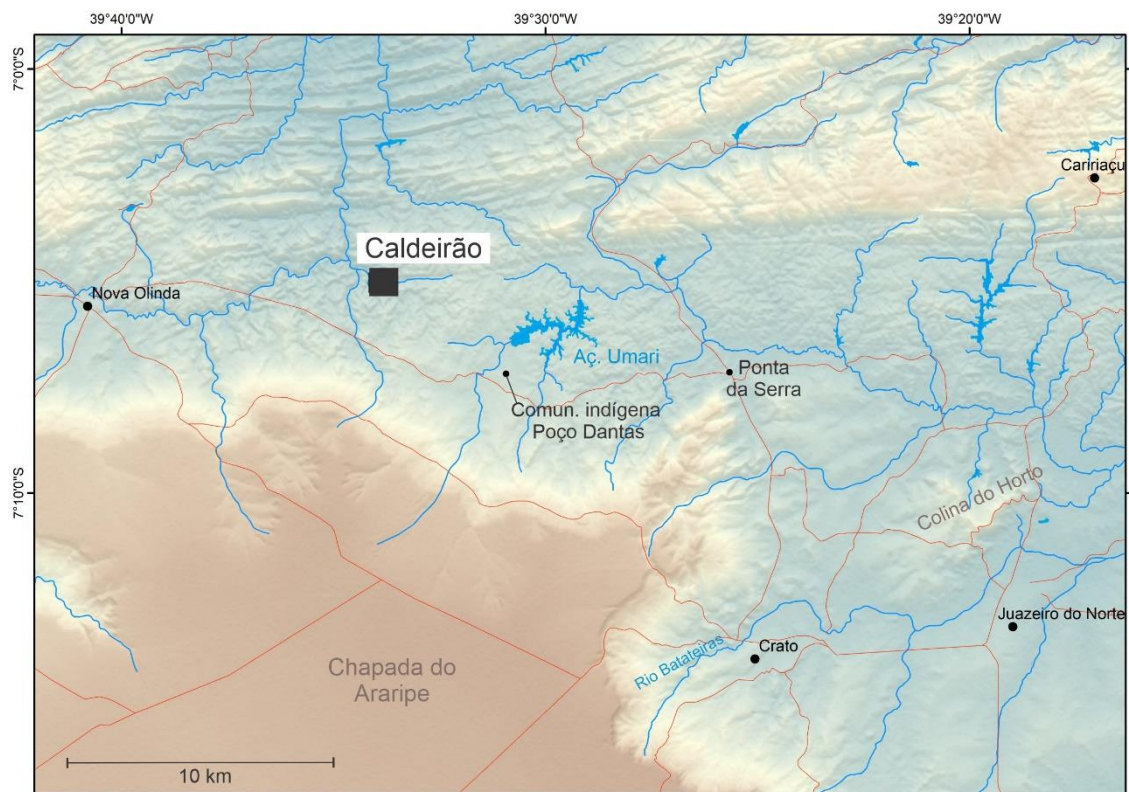 39°40'0"W
39°30'0"W
39°20'0"W
7°0'0"S
Caririaçu
Caldeirão
Nova Olinda
Aç. Umari
Ponta
da Serra
Comun. indígena
Poço Dantas
7°10'0"S
Colina do Horto
Juazeiro do Norte
Rio Batateiras
Crato
Chapada do
Araripe
10 km